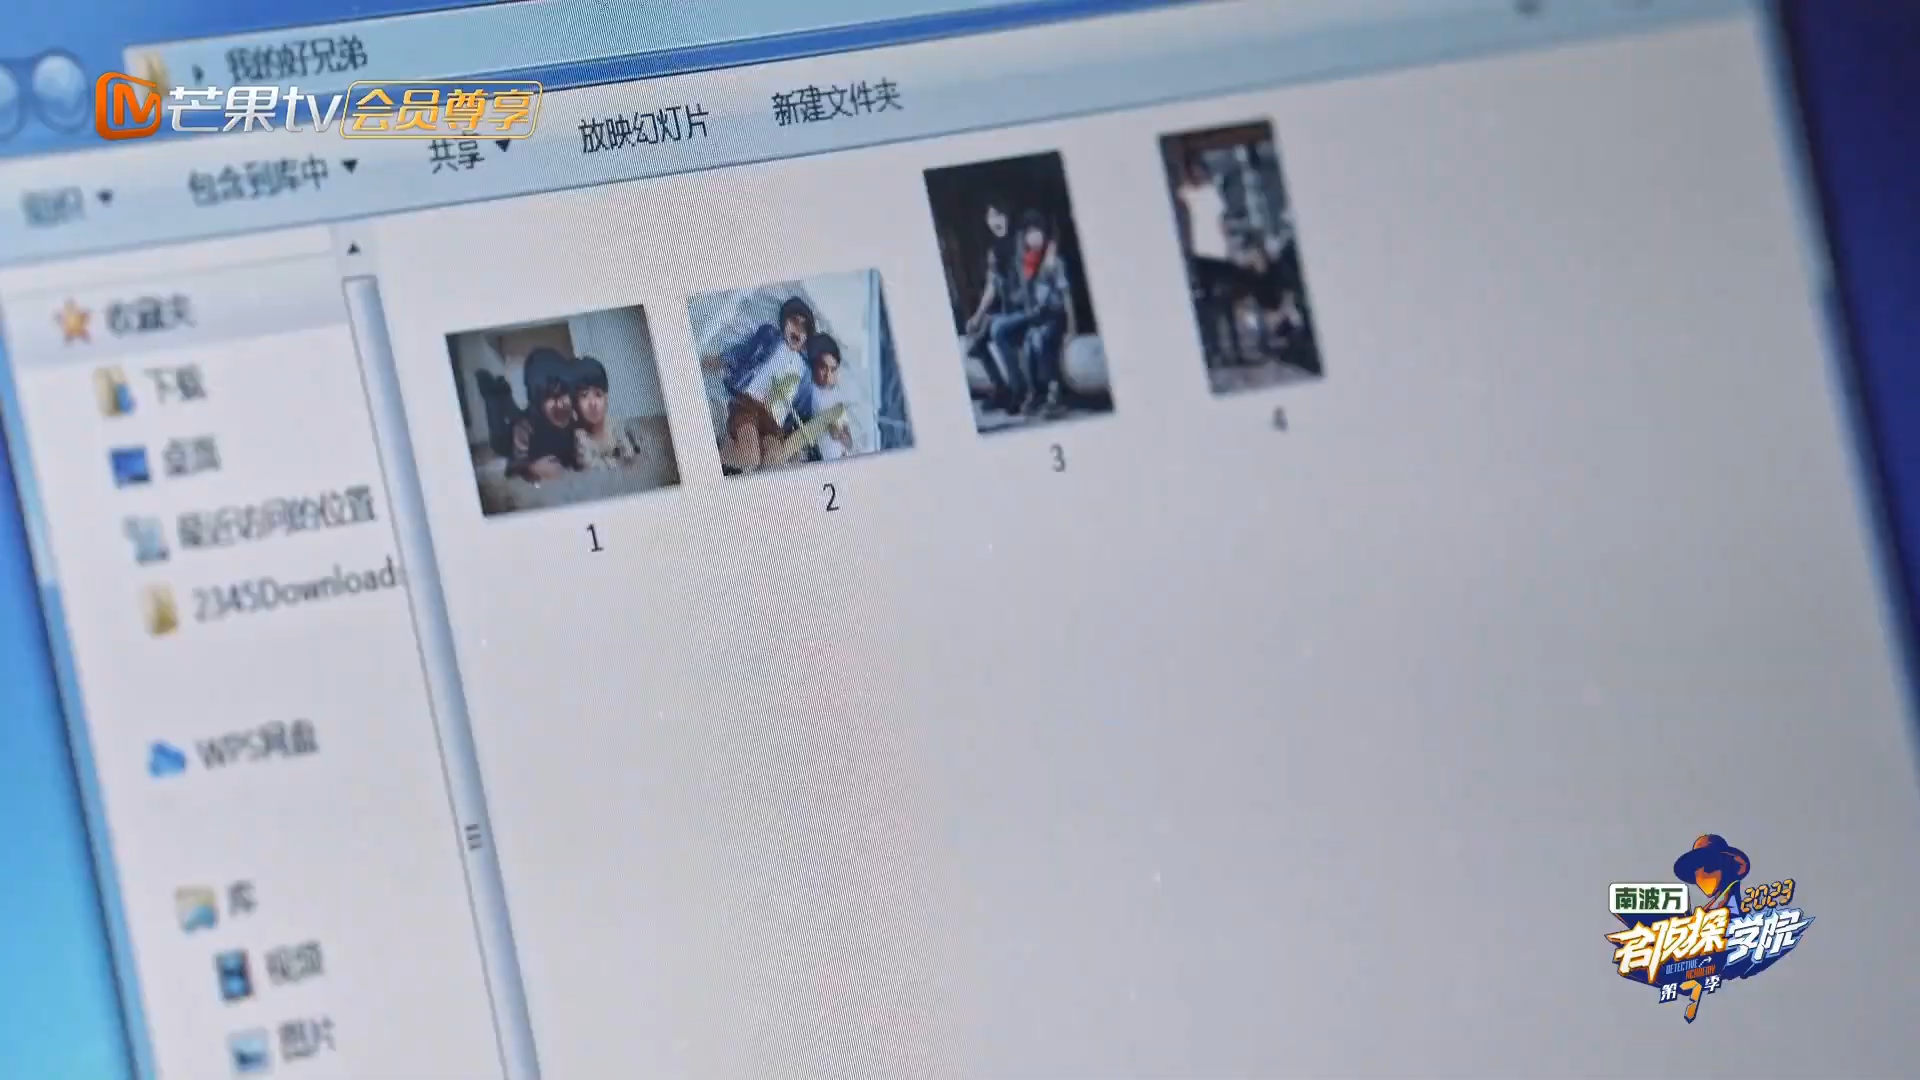 我的好兄弟
芒果tv会员尊享
组织
包含到库中
共享
放映幻灯片
新建文件夹
收藏夹
下载
桌面
最近访问的位置
2345Downloads
WPS网盘
库
视频
图片
1
2
3
4
南波万
2023
名侦探学院
DETECTIVE
ACADEMY
第7季